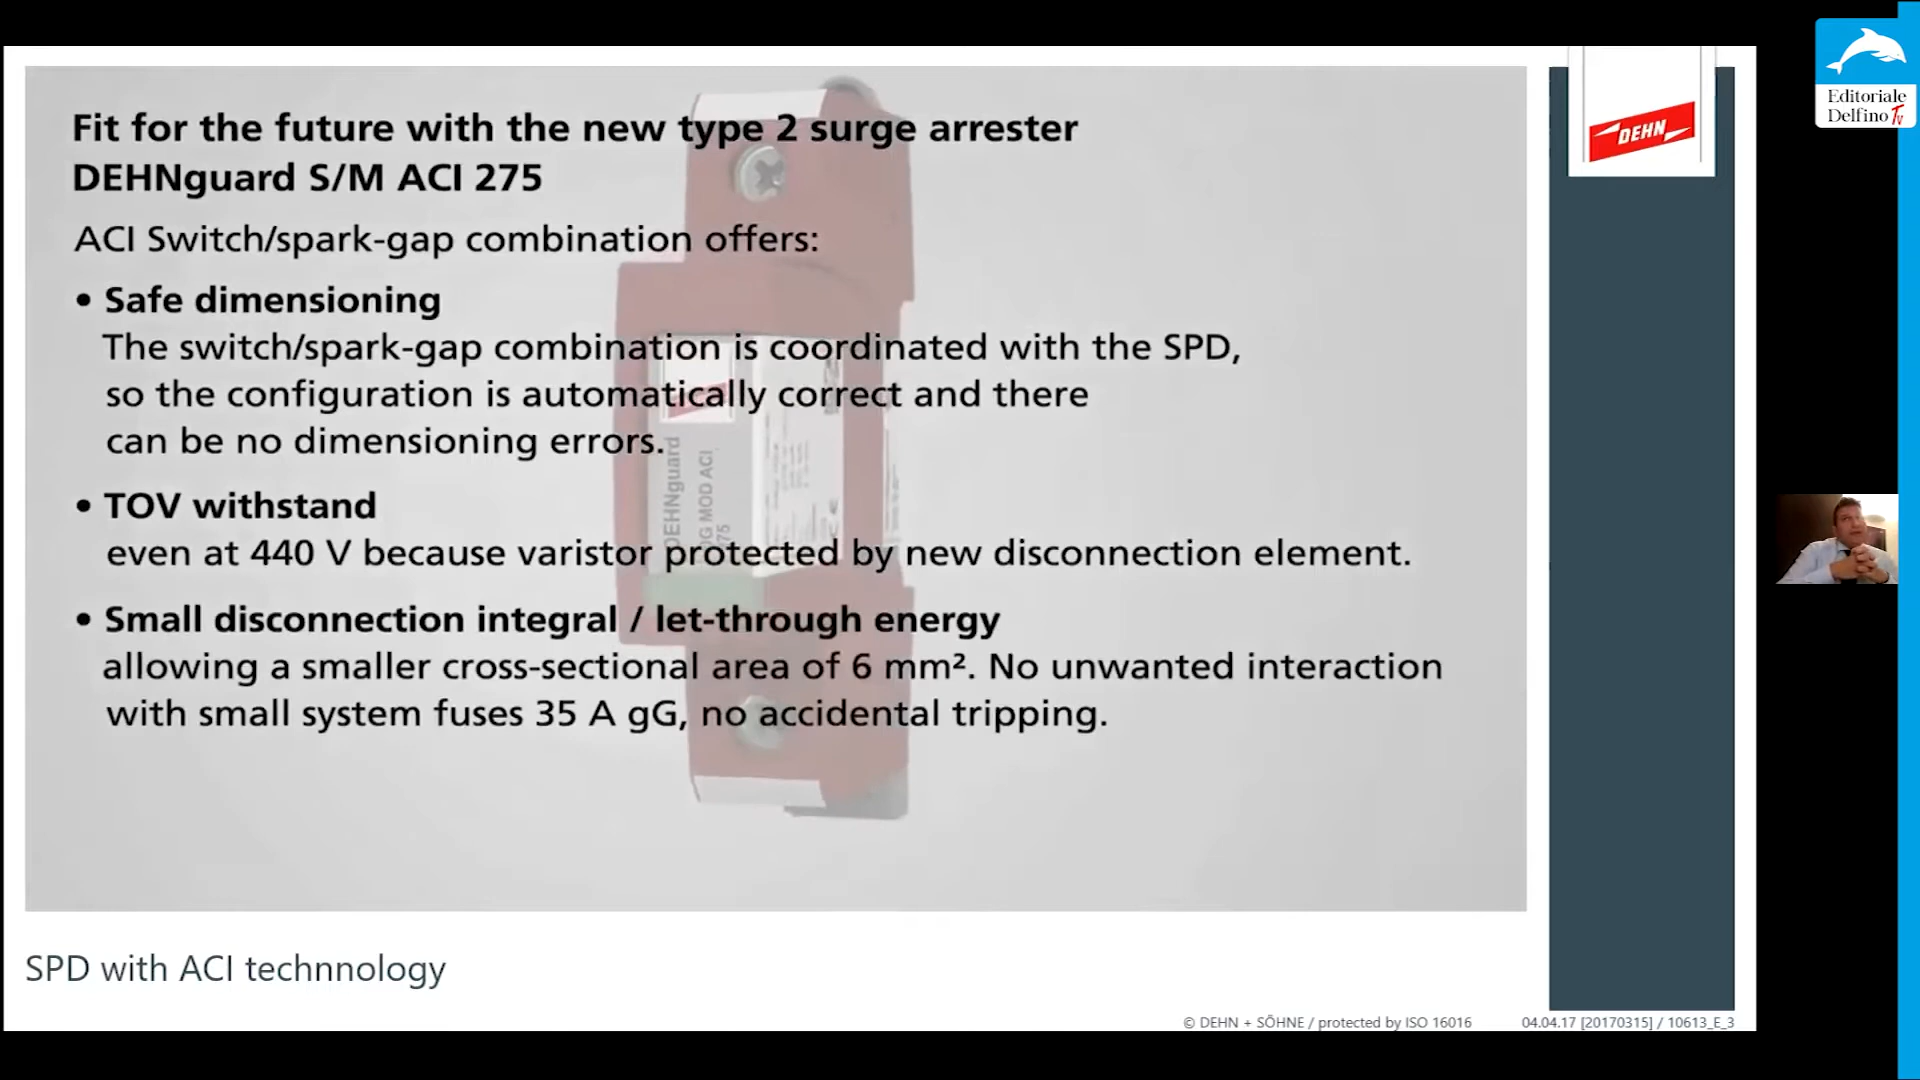 Fit for the future with the new type 2 surge arrester
DEHNguard S/M ACI 275
ACI Switch/spark-gap combination offers:
• Safe dimensioning
The switch/spark-gap combination is coordinated with the SPD,
so the configuration is automatically correct and there
can be no dimensioning errors.
• TOV withstand
even at 440 V because varistor protected by new disconnection element.
• Small disconnection integral / let-through energy
allowing a smaller cross-sectional area of 6 mm². No unwanted interaction
with small system fuses 35 A gG, no accidental tripping.
DEHNguard
DG MOD ACI
275
SPD with ACI technnology
© DEHN + SÖHNE / protected by ISO 16016
04.04.17 [20170315] / 10613_E_3
DEHN
Editoriale
Delfino Tv